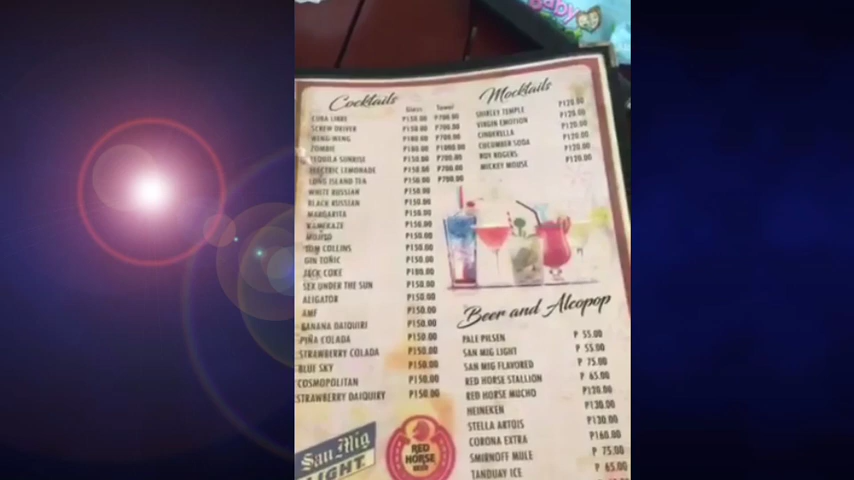 Baby
Cocktails Glass Tower
CUBA LIBRE P150.00 P700.00
SCREW DRIVER P150.00 P700.00
WENG-WENG P180.00
ZOMBIE P180.00 P1000.00
TEQUILA SUNRISE P150.00 P700.00
ELECTRIC LEMONADE P150.00 P700.00
LONG ISLAND TEA P150.00 P700.00
WHITE RUSSIAN P150.00
BLACK RUSSIAN P150.00
MARGARITA P150.00
KAMEKAZE P150.00
MOJITO P150.00
TOM COLLINS P150.00
GIN TOÑIC P150.00
JACK COKE P180.00
SEX UNDER THE SUN P150.00
ALIGATOR P150.00
AMF P150.00
BANANA DAIQUIRI P150.00
PIÑA COLADA P150.00
STRAWBERRY COLADA P150.00
BLUE SKY P150.00
COSMOPOLITAN P150.00
STRAWBERRY DAIQUIRY P150.00
San Mig
LIGHT
RED
HORSE
BEER
Mocktails
SHIRLEY TEMPLE P120.00
VIRGIN EMOTION P120.00
CINDERELLA P120.00
CUCUMBER SODA P120.00
ROY ROGERS P120.00
MICKEY MOUSE P120.00
Beer and Alcopop
PALE PILSEN P 55.00
SAN MIG LIGHT P 55.00
SAN MIG FLAVORED P 75.00
RED HORSE STALLION P 65.00
RED HORSE MUCHO P120.00
HEINEKEN P130.00
STELLA ARTOIS P130.00
CORONA EXTRA P160.00
SMIRNOFF MULE P 75.00
TANDUAY ICE P 65.00